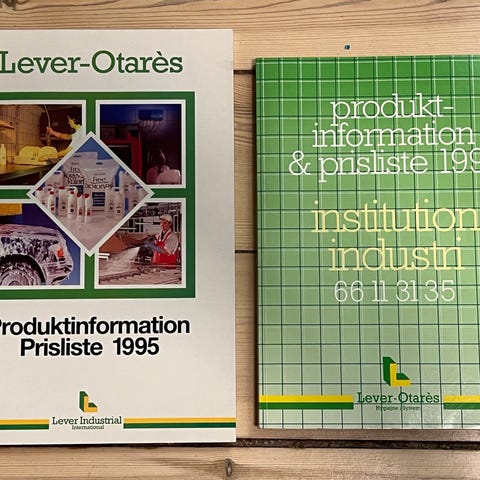 Lever-Otarès
Produktinformation
Prisliste 1995
Lever Industrial
International
produkt-
information
& prisliste 199
institution
industri
66 11 31 35
Lever-Otarès
Hygiejne i System